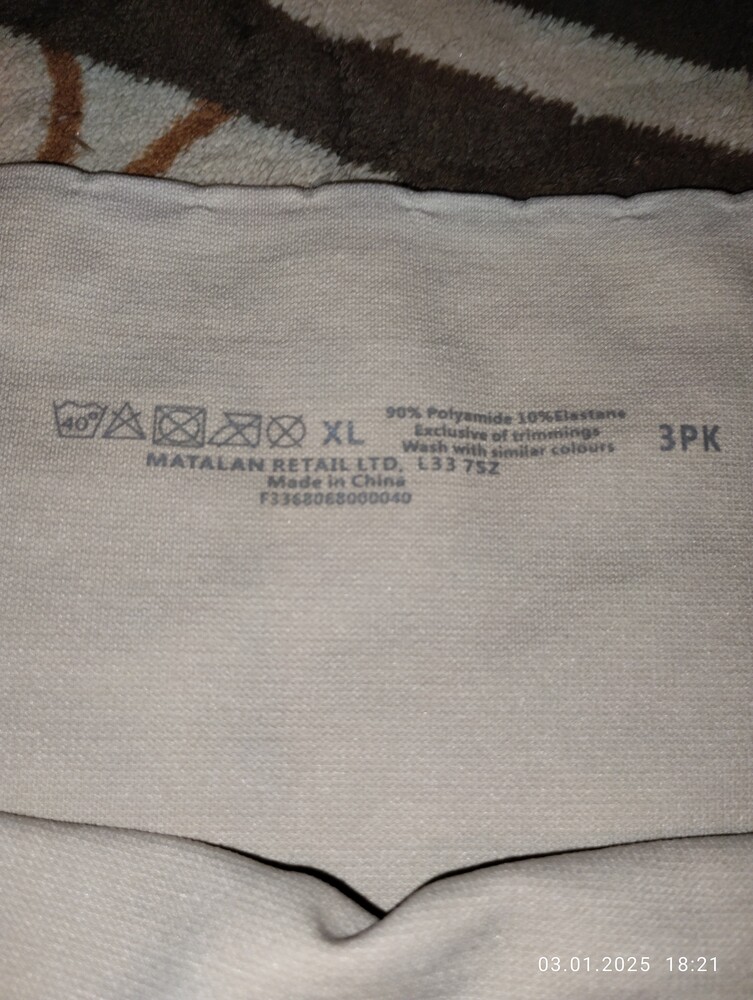 40° XL
90% Polyamide 10%Elastane
Exclusive of trimmings
Wash with similar colours
3PK
MATALAN RETAIL LTD. L33 7SZ
Made in China
F3368068000040
03.01.2025 18:21